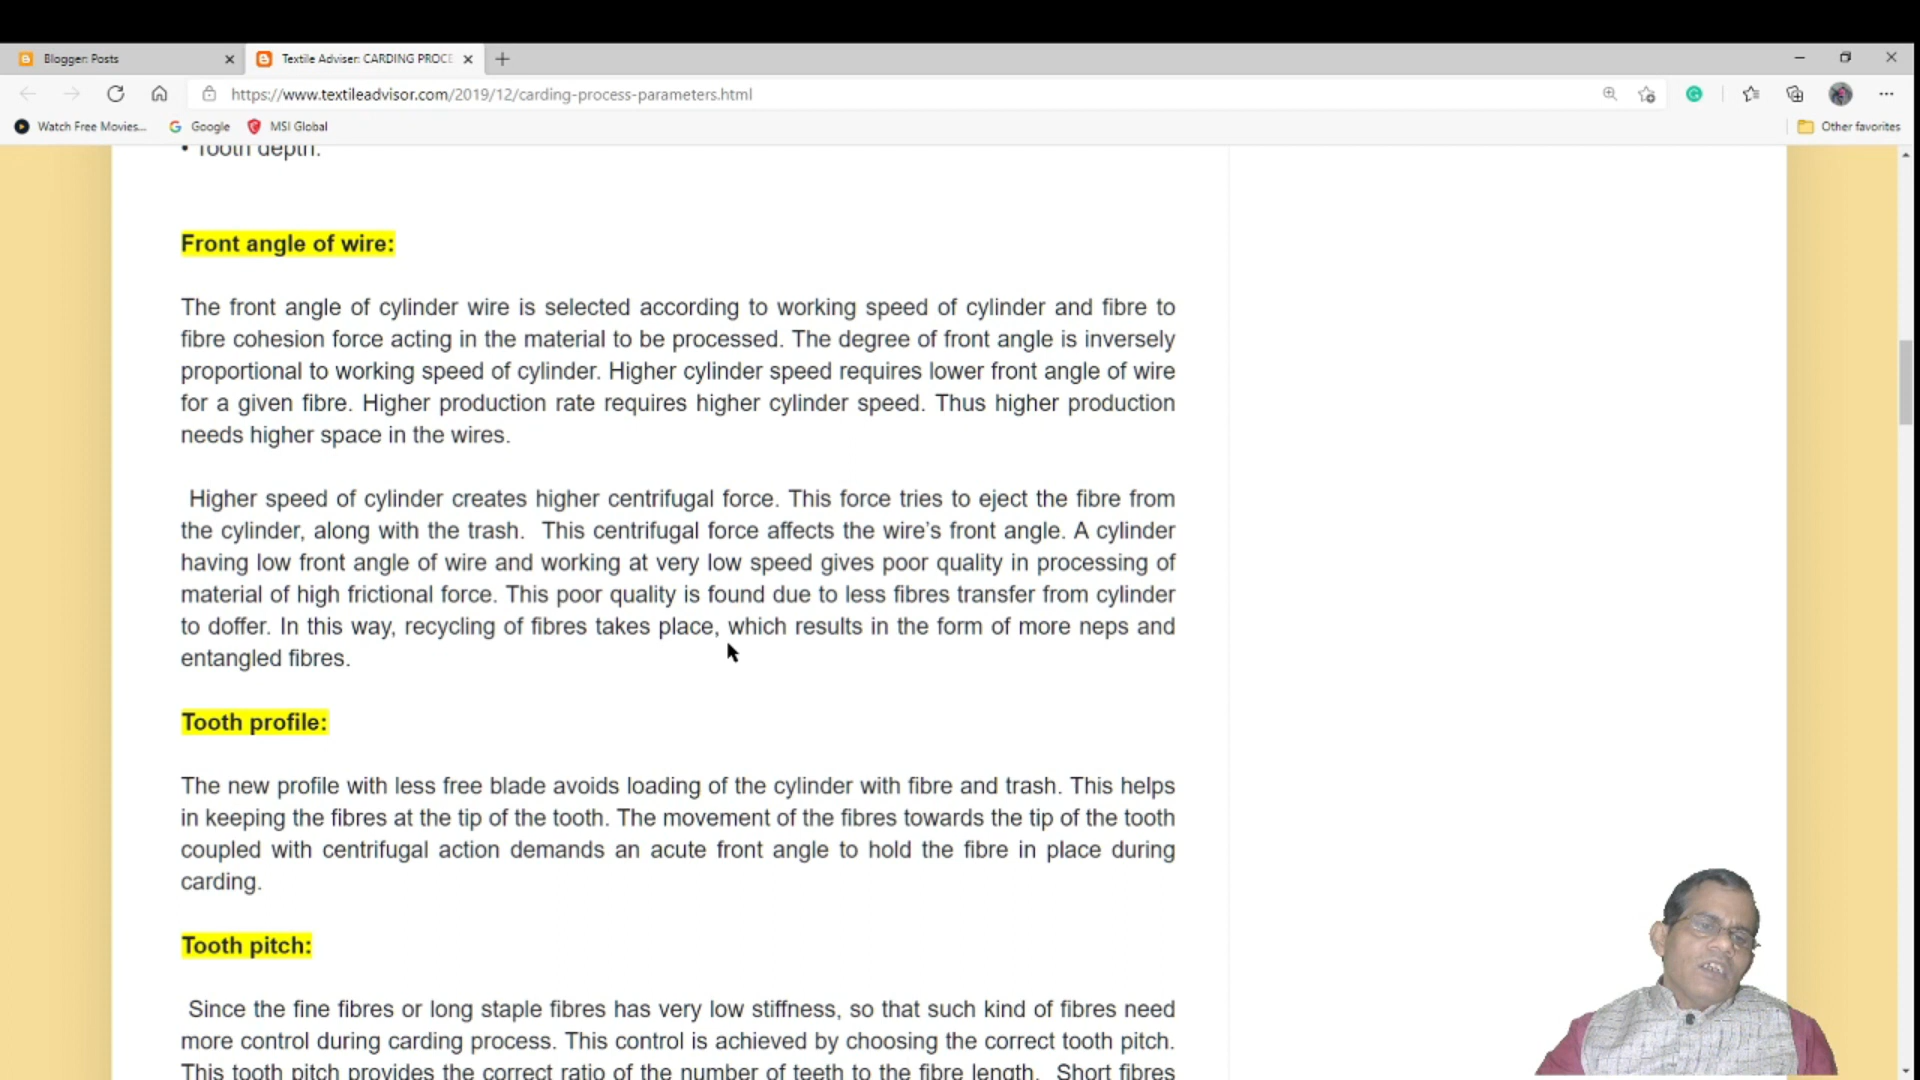 Blogger: Posts
Textile Adviser: CARDING PROCE
https://www.textileadvisor.com/2019/12/carding-process-parameters.html
Watch Free Movies...
Google
MSI Global
Other favorites
• Tooth depth.
Front angle of wire:
The front angle of cylinder wire is selected according to working speed of cylinder and fibre to
fibre cohesion force acting in the material to be processed. The degree of front angle is inversely
proportional to working speed of cylinder. Higher cylinder speed requires lower front angle of wire
for a given fibre. Higher production rate requires higher cylinder speed. Thus higher production
needs higher space in the wires.
Higher speed of cylinder creates higher centrifugal force. This force tries to eject the fibre from
the cylinder, along with the trash. This centrifugal force affects the wire’s front angle. A cylinder
having low front angle of wire and working at very low speed gives poor quality in processing of
material of high frictional force. This poor quality is found due to less fibres transfer from cylinder
to doffer. In this way, recycling of fibres takes place, which results in the form of more neps and
entangled fibres.
Tooth profile:
The new profile with less free blade avoids loading of the cylinder with fibre and trash. This helps
in keeping the fibres at the tip of the tooth. The movement of the fibres towards the tip of the tooth
coupled with centrifugal action demands an acute front angle to hold the fibre in place during
carding.
Tooth pitch:
Since the fine fibres or long staple fibres has very low stiffness, so that such kind of fibres need
more control during carding process. This control is achieved by choosing the correct tooth pitch.
This tooth pitch provides the correct ratio of the number of teeth to the fibre length. Short fibres